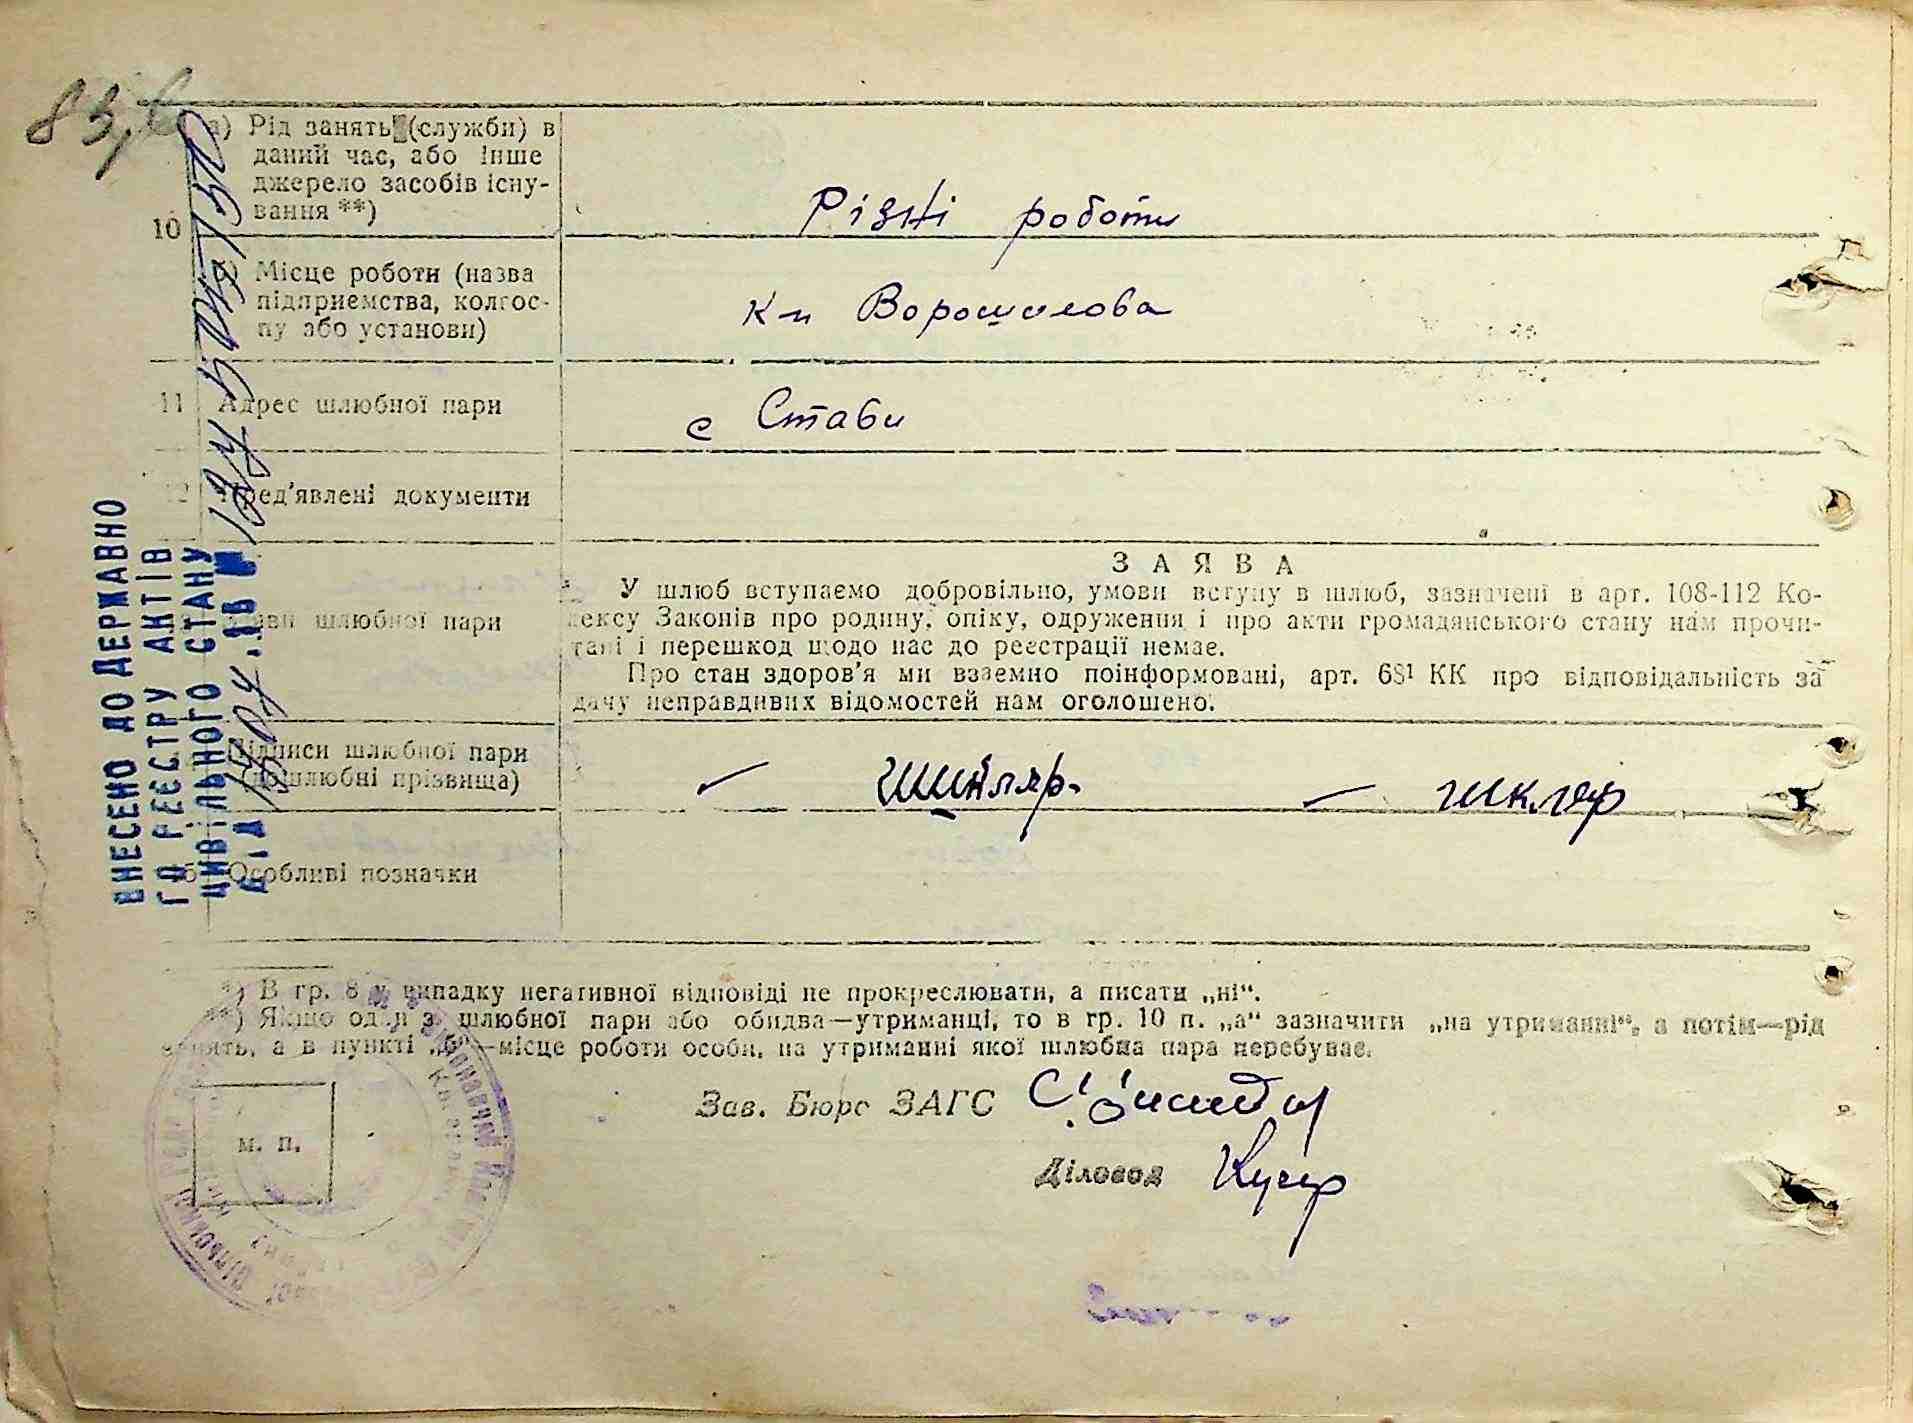 83
а) Рід занять (служби) в
даний час, або інше
джерело засобів існу-
вання **)
Різні роботи
10
б) Місце роботи (назва
підприємства, колгос-
пу або установи)
к-п Ворошилова
11 Адрес шлюбної пари
с Стави
12 Пред'явлені документи
ЗАЯВА
У шлюб вступаємо добровільно, умови вступу в шлюб, зазначені в арт. 108-112 Ко-
дексу Законів про родину, опіку, одруження і про акти громадянського стану нам прочи-
тані і перешкод щодо нас до реєстрації немає.
Про стан здоров'я ми взаємно поінформовані, арт. 68¹ КК про відповідальність за
дачу неправдивих відомостей нам оголошено.
шлюбної пари
Підписи шлюбної пари
(дошлюбні прізвища)
Шкляр
Особливі позначки
ВНЕСЕНО ДО ДЕРЖАВНО
ГО РЕЄСТРУ АКТІВ
ЦИВІЛЬНОГО СТАНУ
*) В гр. 8 у випадку негативної відповіді не прокреслювати, а писати „ні“.
**) Якщо один з шлюбної пари або обидва—утриманці, то в гр. 10 п. „а“ зазначити „на утриманні“, а потім—рід
занять, а в пункті „б“—місце роботи особи, на утриманні якої шлюбна пара перебуває.
Зав. Бюро ЗАГС
м. п.
Діловод